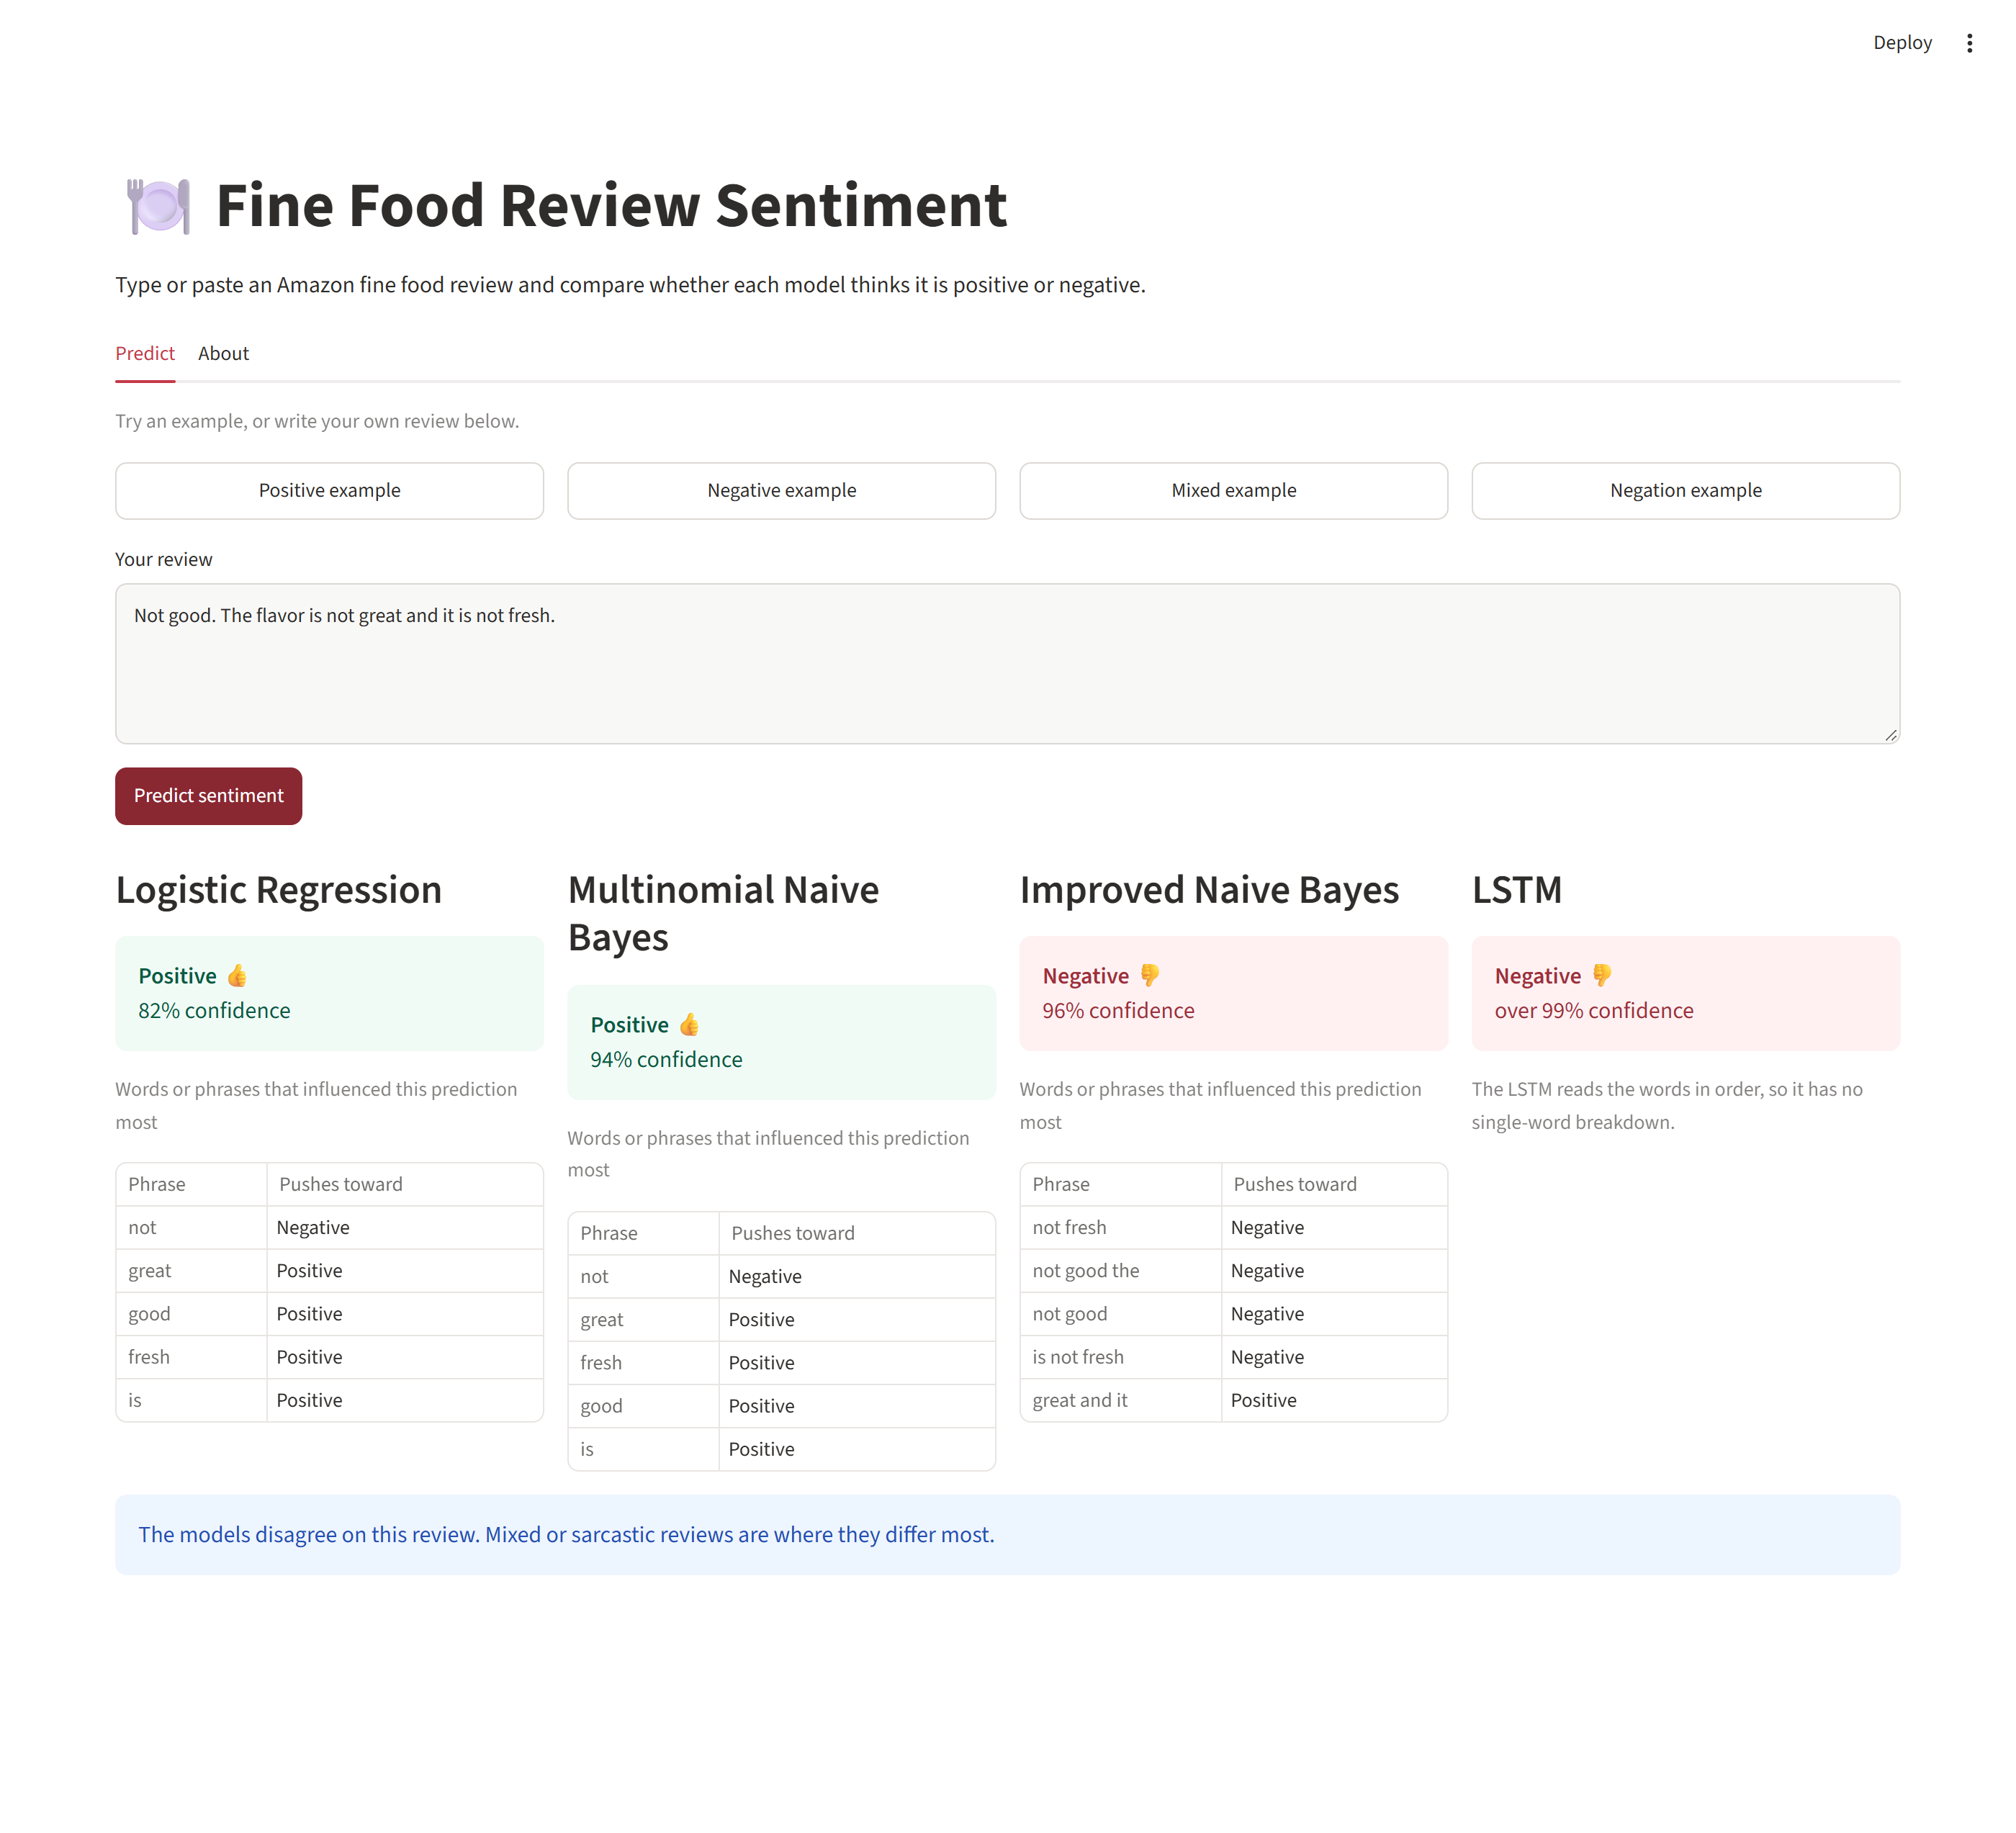 Deploy
Fine Food Review Sentiment
Type or paste an Amazon fine food review and compare whether each model thinks it is positive or negative.
Predict About
Try an example, or write your own review below.
Positive example
Negative example
Mixed example
Negation example
Your review
Not good. The flavor is not great and it is not fresh.
Predict sentiment
Logistic Regression
Positive 👍
82% confidence
Words or phrases that influenced this prediction
most
Phrase Pushes toward
not Negative
great Positive
good Positive
fresh Positive
is Positive
Multinomial Naive
Bayes
Positive 👍
94% confidence
Words or phrases that influenced this prediction
most
Phrase Pushes toward
not Negative
great Positive
fresh Positive
good Positive
is Positive
Improved Naive Bayes
Negative 👎
96% confidence
Words or phrases that influenced this prediction
most
Phrase Pushes toward
not fresh Negative
not good the Negative
not good Negative
is not fresh Negative
great and it Positive
LSTM
Negative 👎
over 99% confidence
The LSTM reads the words in order, so it has no
single-word breakdown.
The models disagree on this review. Mixed or sarcastic reviews are where they differ most.